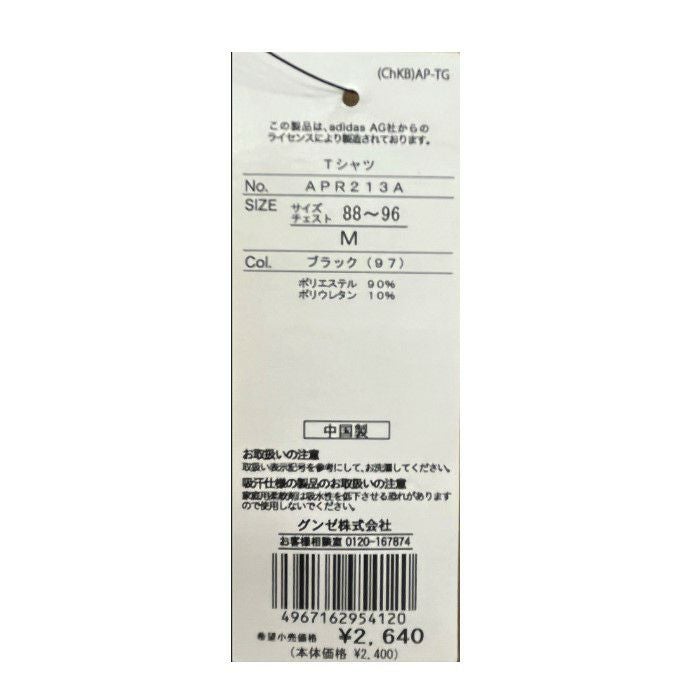 (ChKB)AP-TG
この製品は、adidas AG社からの
ライセンスにより製造されております。
Tシャツ
No. APR213A
SIZE サイズ チェスト 88～96
M
Col. ブラック(97)
ポリエステル 90%
ポリウレタン 10%
中国製
お取扱いの注意
取扱い表示記号を参考にして、お洗濯してください。
吸汗仕様の製品のお取扱いの注意
家庭用柔軟剤は吸水性を低下させる恐れがあります
ので使用しないでください。
グンゼ株式会社
お客様相談室 0120-167874
4967162954120
希望小売価格 ¥2,640
(本体価格 ¥2,400)